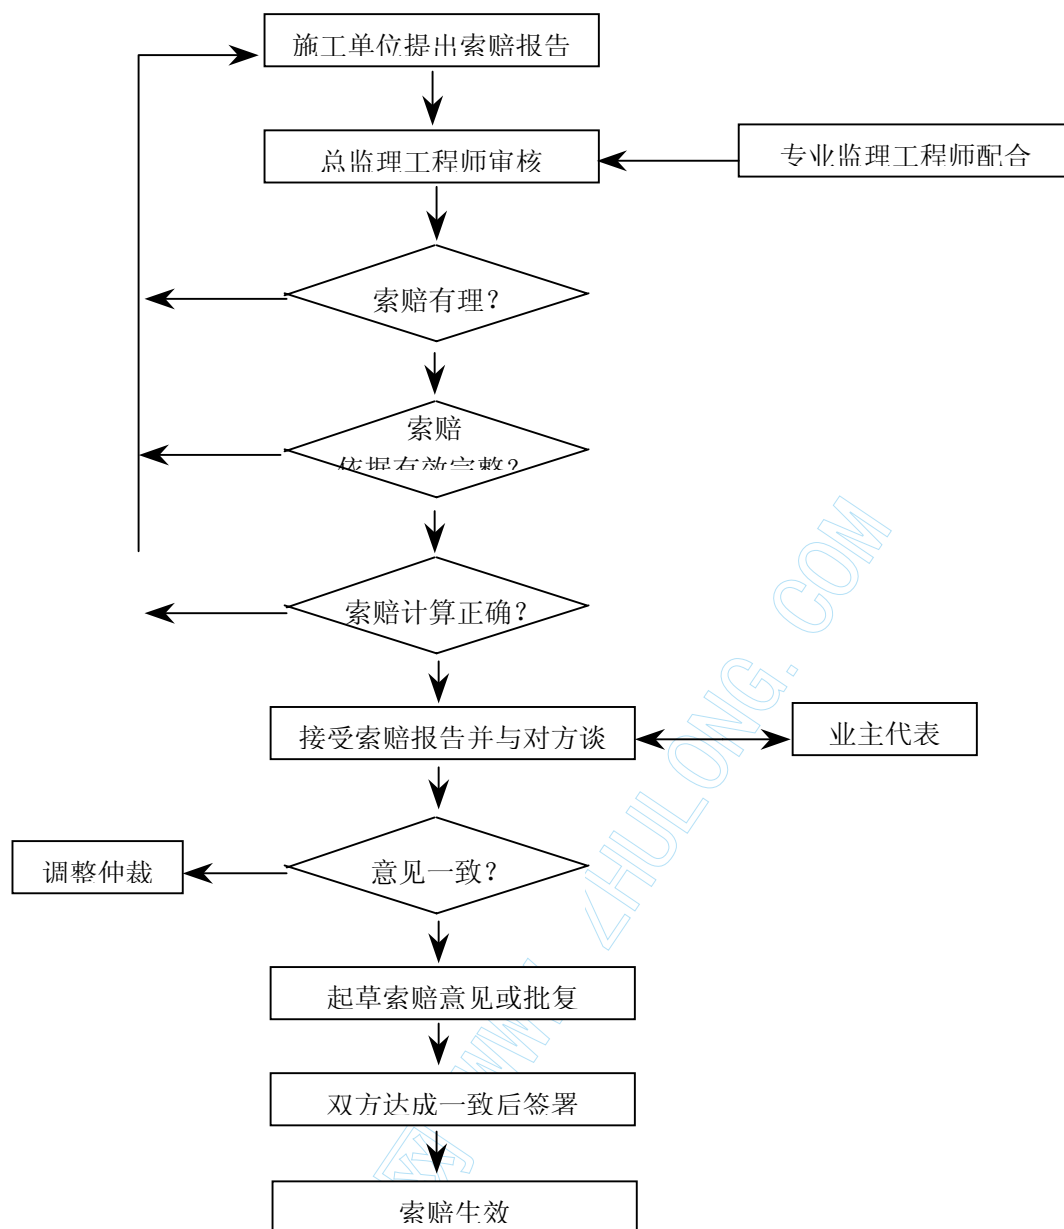 施工单位提出索赔报告
总监理工程师审核
专业监理工程师配合
索赔有理？
索赔
依据有效完整？
索赔计算正确？
接受索赔报告并与对方谈
业主代表
意见一致？
调整仲裁
起草索赔意见或批复
双方达成一致后签署
索赔生效
网 WWW. ZHULONG. COM